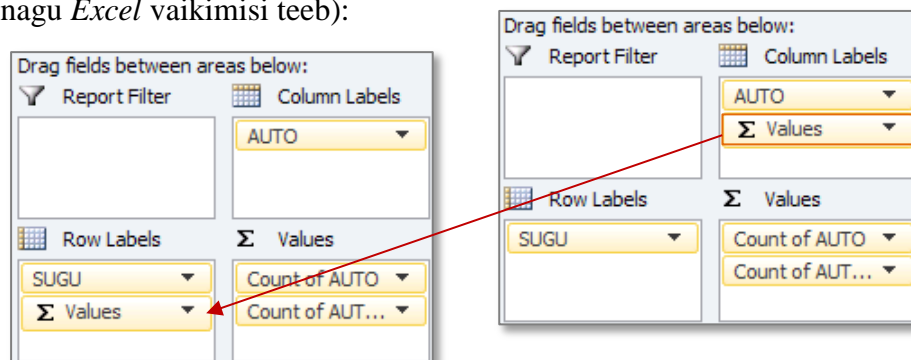 nagu Excel vaikimisi teeb):
Drag fields between areas below:
Report Filter
Column Labels
AUTO
Row Labels
Σ Values
SUGU
Σ Values
Count of AUTO
Count of AUT...
Drag fields between areas below:
Report Filter
Column Labels
AUTO
Σ Values
Row Labels
Σ Values
SUGU
Count of AUTO
Count of AUT...